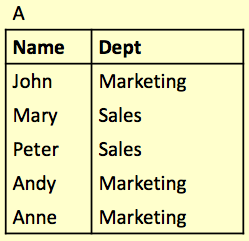 A
Name Dept
John Marketing
Mary Sales
Peter Sales
Andy Marketing
Anne Marketing